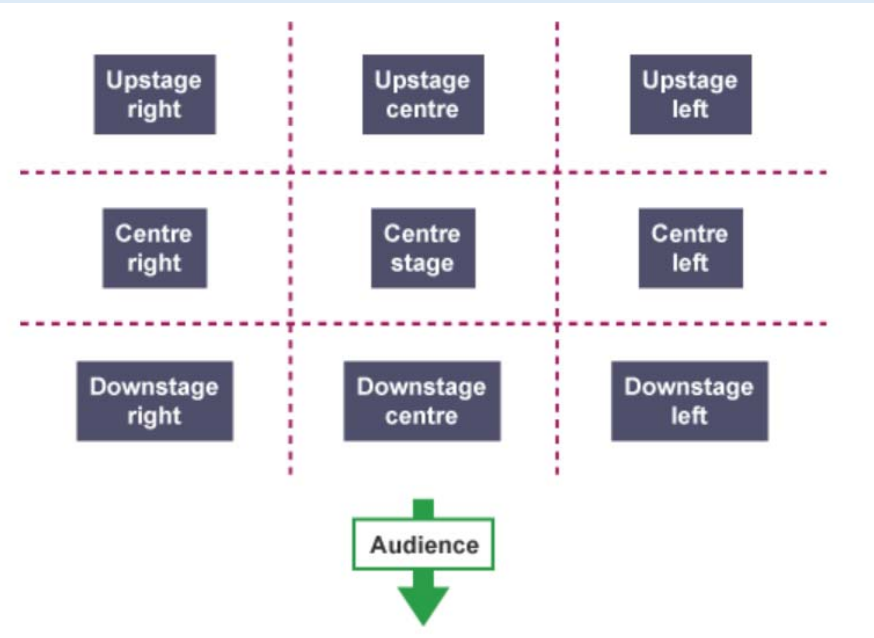 Upstage
right
Upstage
centre
Upstage
left
Centre
right
Centre
stage
Centre
left
Downstage
right
Downstage
centre
Downstage
left
Audience